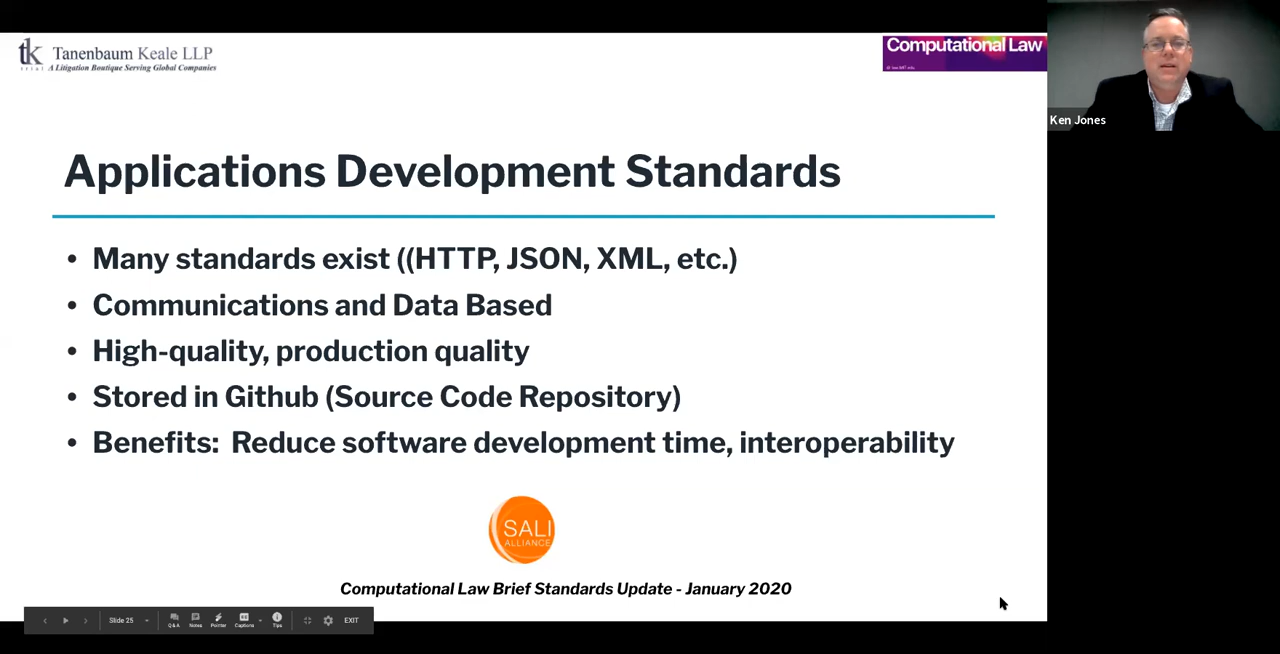 tk Tanenbaum Keale LLP
TRIAL A Litigation Boutique Serving Global Companies
Computational Law
Ken Jones
Applications Development Standards
• Many standards exist ((HTTP, JSON, XML, etc.)
• Communications and Data Based
• High-quality, production quality
• Stored in Github (Source Code Repository)
• Benefits: Reduce software development time, interoperability
SALI
ALLIANCE
Computational Law Brief Standards Update - January 2020
Slide 25
Q&A Notes Pointer Captions Tips EXIT